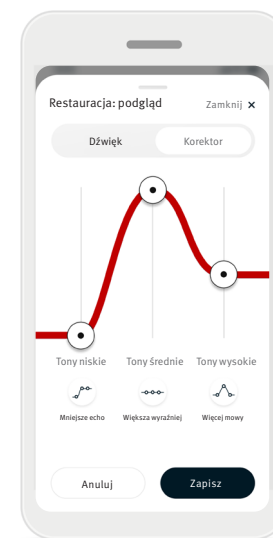 Restauracja: podgląd Zamknij ×
Dźwięk Korektor
Tony niskie Tony średnie Tony wysokie
Mniejsze echo Większa wyraźniej Więcej mowy
Anuluj Zapisz